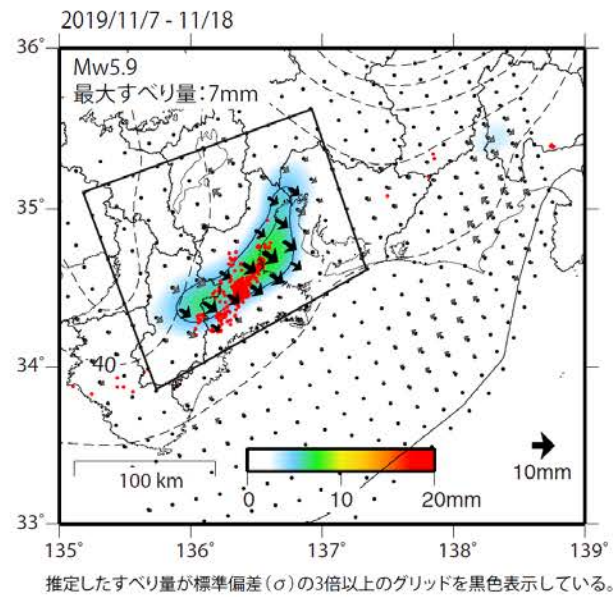 2019/11/7 - 11/18
36°
Mw5.9
最大すべり量:7mm
35°
34°
40
100 km
0
10
20mm
10mm
33°
135°
136°
137°
138°
139°
推定したすべり量が標準偏差(σ)の3倍以上のグリッドを黒色表示している。